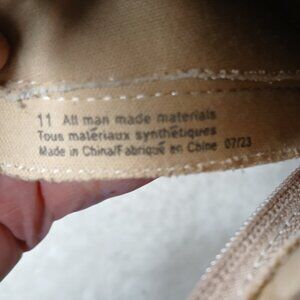 11 All man made materials
Tous matériaux synthétiques
Made in China/Fabriqué en Chine 07/23